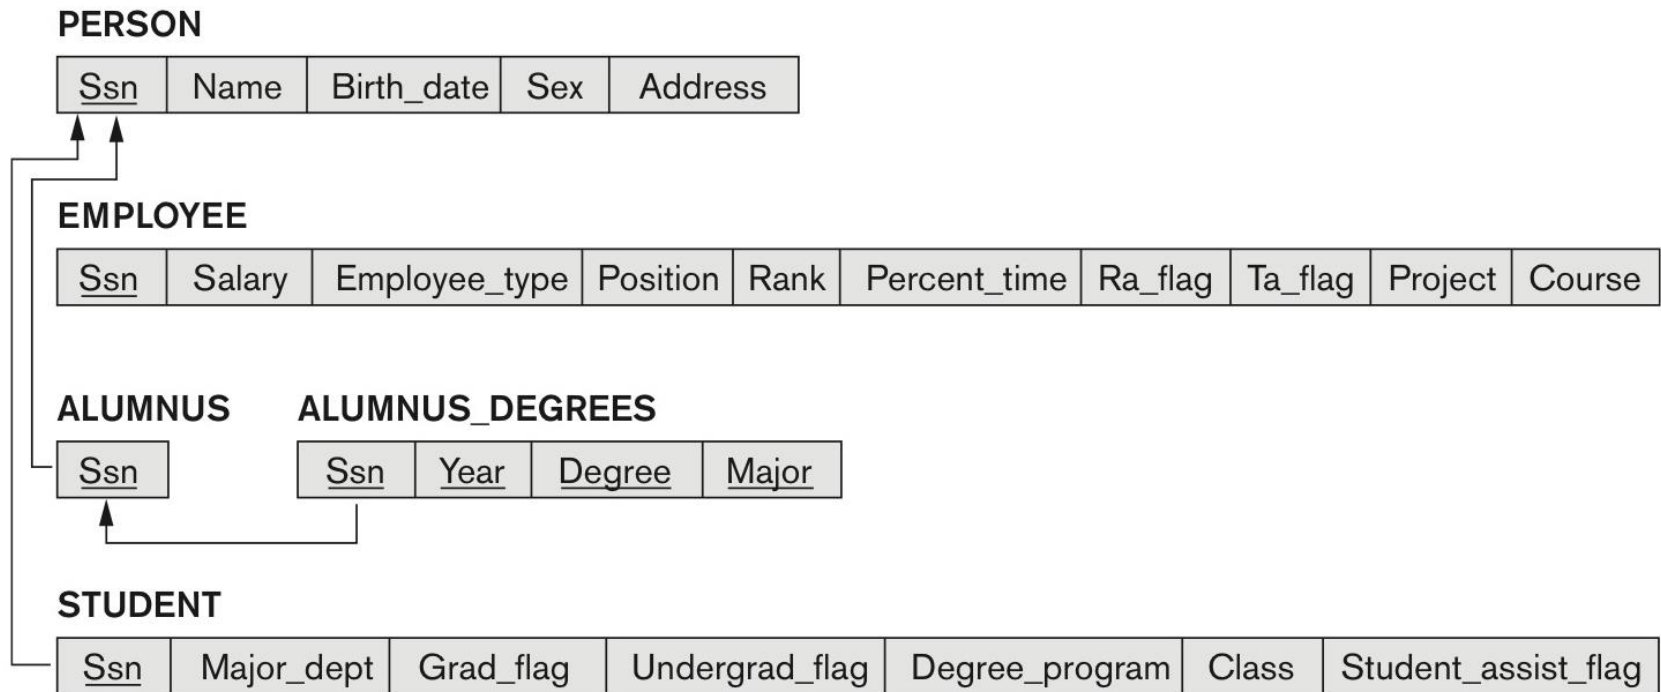 PERSON
Ssn Name Birth_date Sex Address
EMPLOYEE
Ssn Salary Employee_type Position Rank Percent_time Ra_flag Ta_flag Project Course
ALUMNUS ALUMNUS_DEGREES
Ssn Ssn Year Degree Major
STUDENT
Ssn Major_dept Grad_flag Undergrad_flag Degree_program Class Student_assist_flag